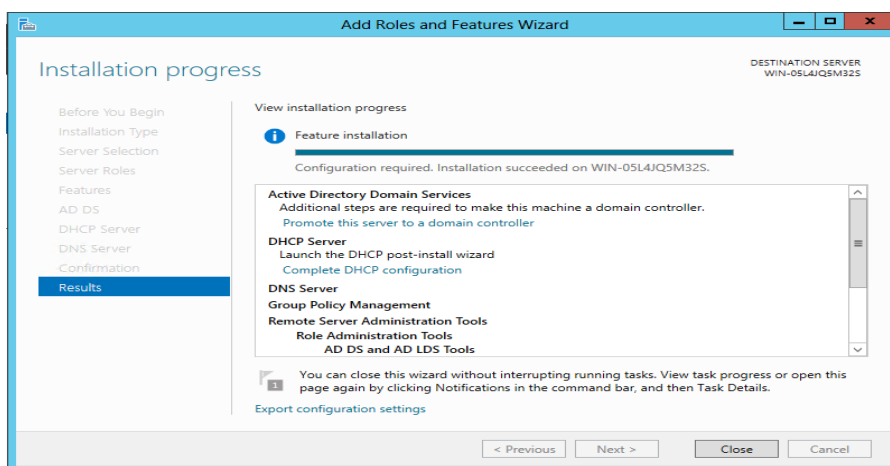 Add Roles and Features Wizard
Installation progress
DESTINATION SERVER
WIN-05L4JQ5M32S
Before You Begin
Installation Type
Server Selection
Server Roles
Features
AD DS
DHCP Server
DNS Server
Confirmation
Results
View installation progress
Feature installation
Configuration required. Installation succeeded on WIN-05L4JQ5M32S.
Active Directory Domain Services
Additional steps are required to make this machine a domain controller.
Promote this server to a domain controller
DHCP Server
Launch the DHCP post-install wizard
Complete DHCP configuration
DNS Server
Group Policy Management
Remote Server Administration Tools
Role Administration Tools
AD DS and AD LDS Tools
1
You can close this wizard without interrupting running tasks. View task progress or open this
page again by clicking Notifications in the command bar, and then Task Details.
Export configuration settings
< Previous
Next >
Close
Cancel